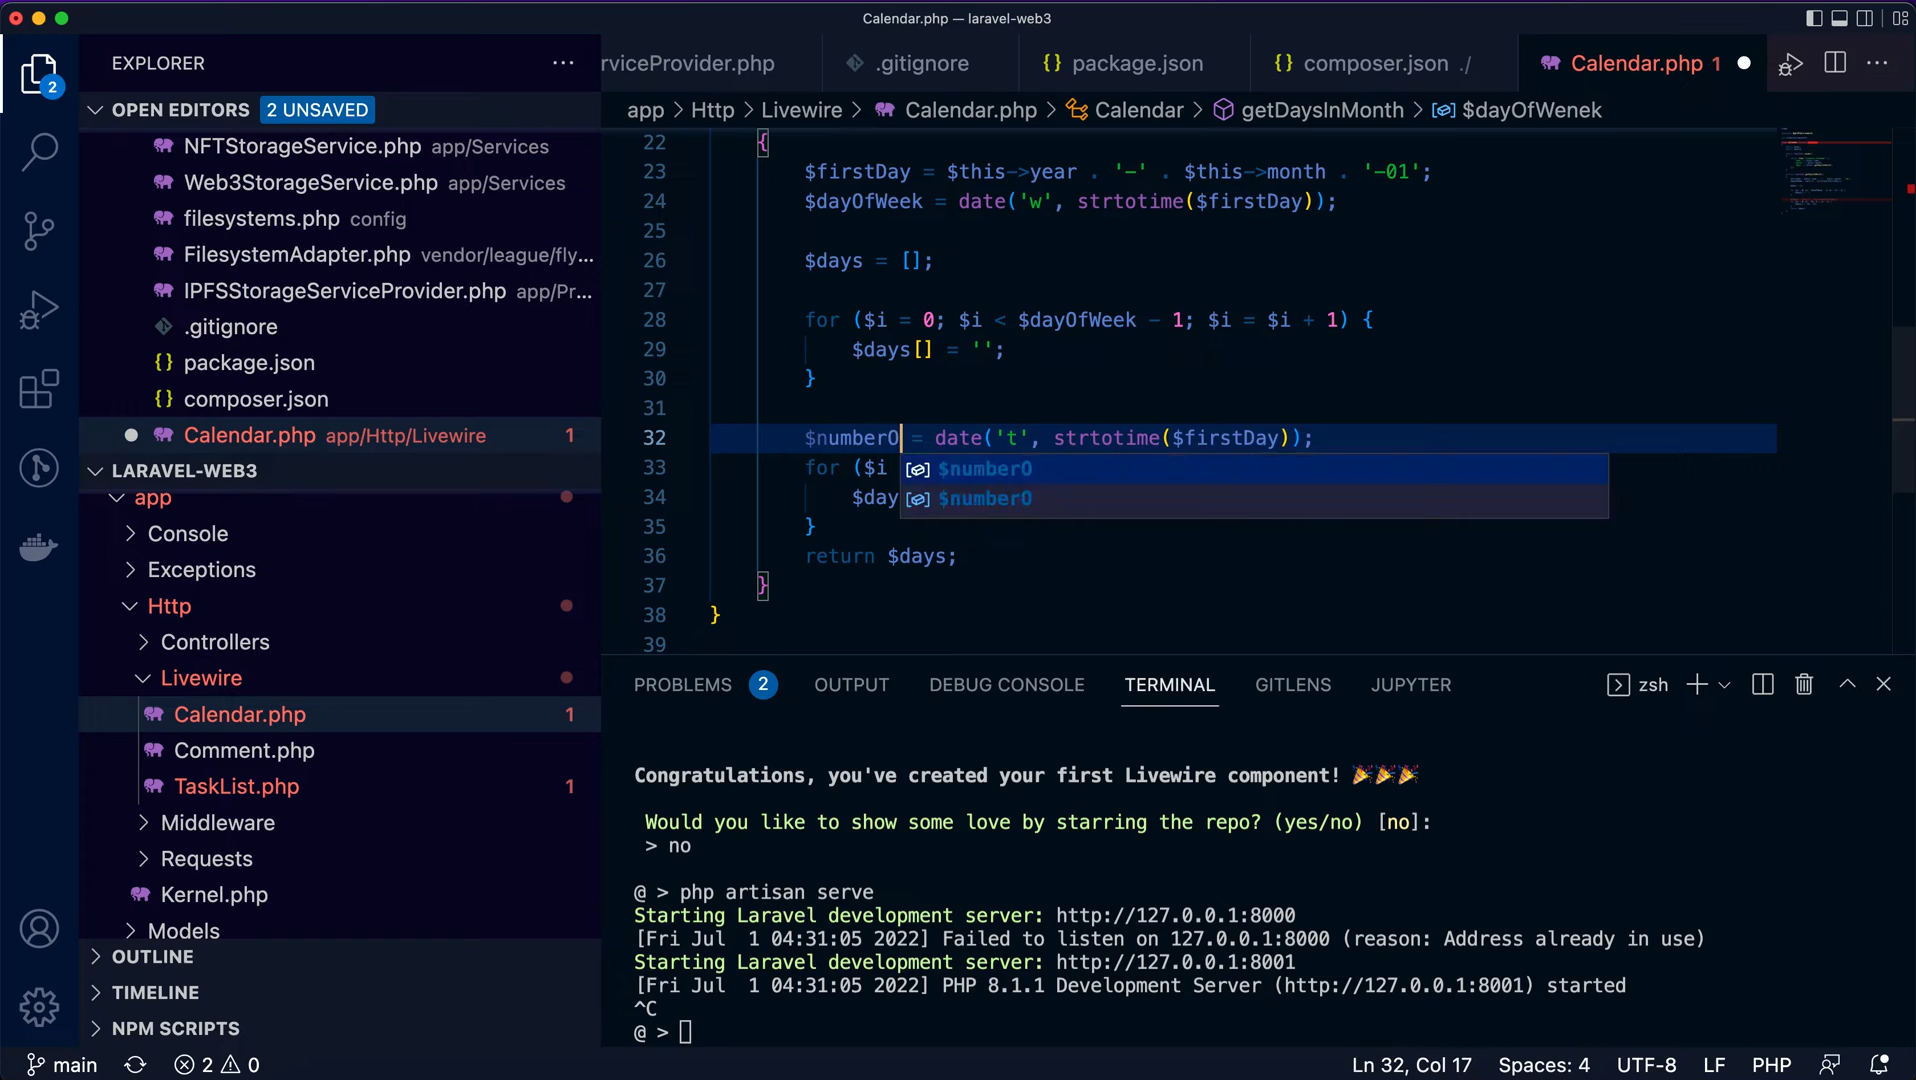 Calendar.php — laravel-web3
EXPLORER
OPEN EDITORS 2 UNSAVED
NFTStorageService.php app/Services
Web3StorageService.php app/Services
filesystems.php config
FilesystemAdapter.php vendor/league/fly...
IPFSStorageServiceProvider.php app/Pr...
.gitignore
package.json
composer.json
Calendar.php app/Http/Livewire 1
LARAVEL-WEB3
app
Console
Exceptions
Http
Controllers
Livewire
Calendar.php 1
Comment.php
TaskList.php 1
Middleware
Requests
Kernel.php
Models
OUTLINE
TIMELINE
NPM SCRIPTS
2
rviceProvider.php .gitignore {} package.json {} composer.json ./ Calendar.php 1
app > Http > Livewire > Calendar.php > Calendar > getDaysInMonth > $dayOfWenek
22 {
23 $firstDay = $this->year . '-' . $this->month . '-01';
24 $dayOfWeek = date('w', strtotime($firstDay));
25
26 $days = [];
27
28 for ($i = 0; $i < $dayOfWeek - 1; $i = $i + 1) {
29 $days[] = '';
30 }
31
32 $numberO = date('t', strtotime($firstDay));
33 for ($i $numberO
34 $day $numberO
35 }
36 return $days;
37 }
38 }
39
PROBLEMS 2 OUTPUT DEBUG CONSOLE TERMINAL GITLENS JUPYTER zsh
Congratulations, you've created your first Livewire component! 🎉🎉🎉
Would you like to show some love by starring the repo? (yes/no) [no]:
> no
@ > php artisan serve
Starting Laravel development server: http://127.0.0.1:8000
[Fri Jul  1 04:31:05 2022] Failed to listen on 127.0.0.1:8000 (reason: Address already in use)
Starting Laravel development server: http://127.0.0.1:8001
[Fri Jul  1 04:31:05 2022] PHP 8.1.1 Development Server (http://127.0.0.1:8001) started
^C
@ >
main 2 0 Ln 32, Col 17 Spaces: 4 UTF-8 LF PHP